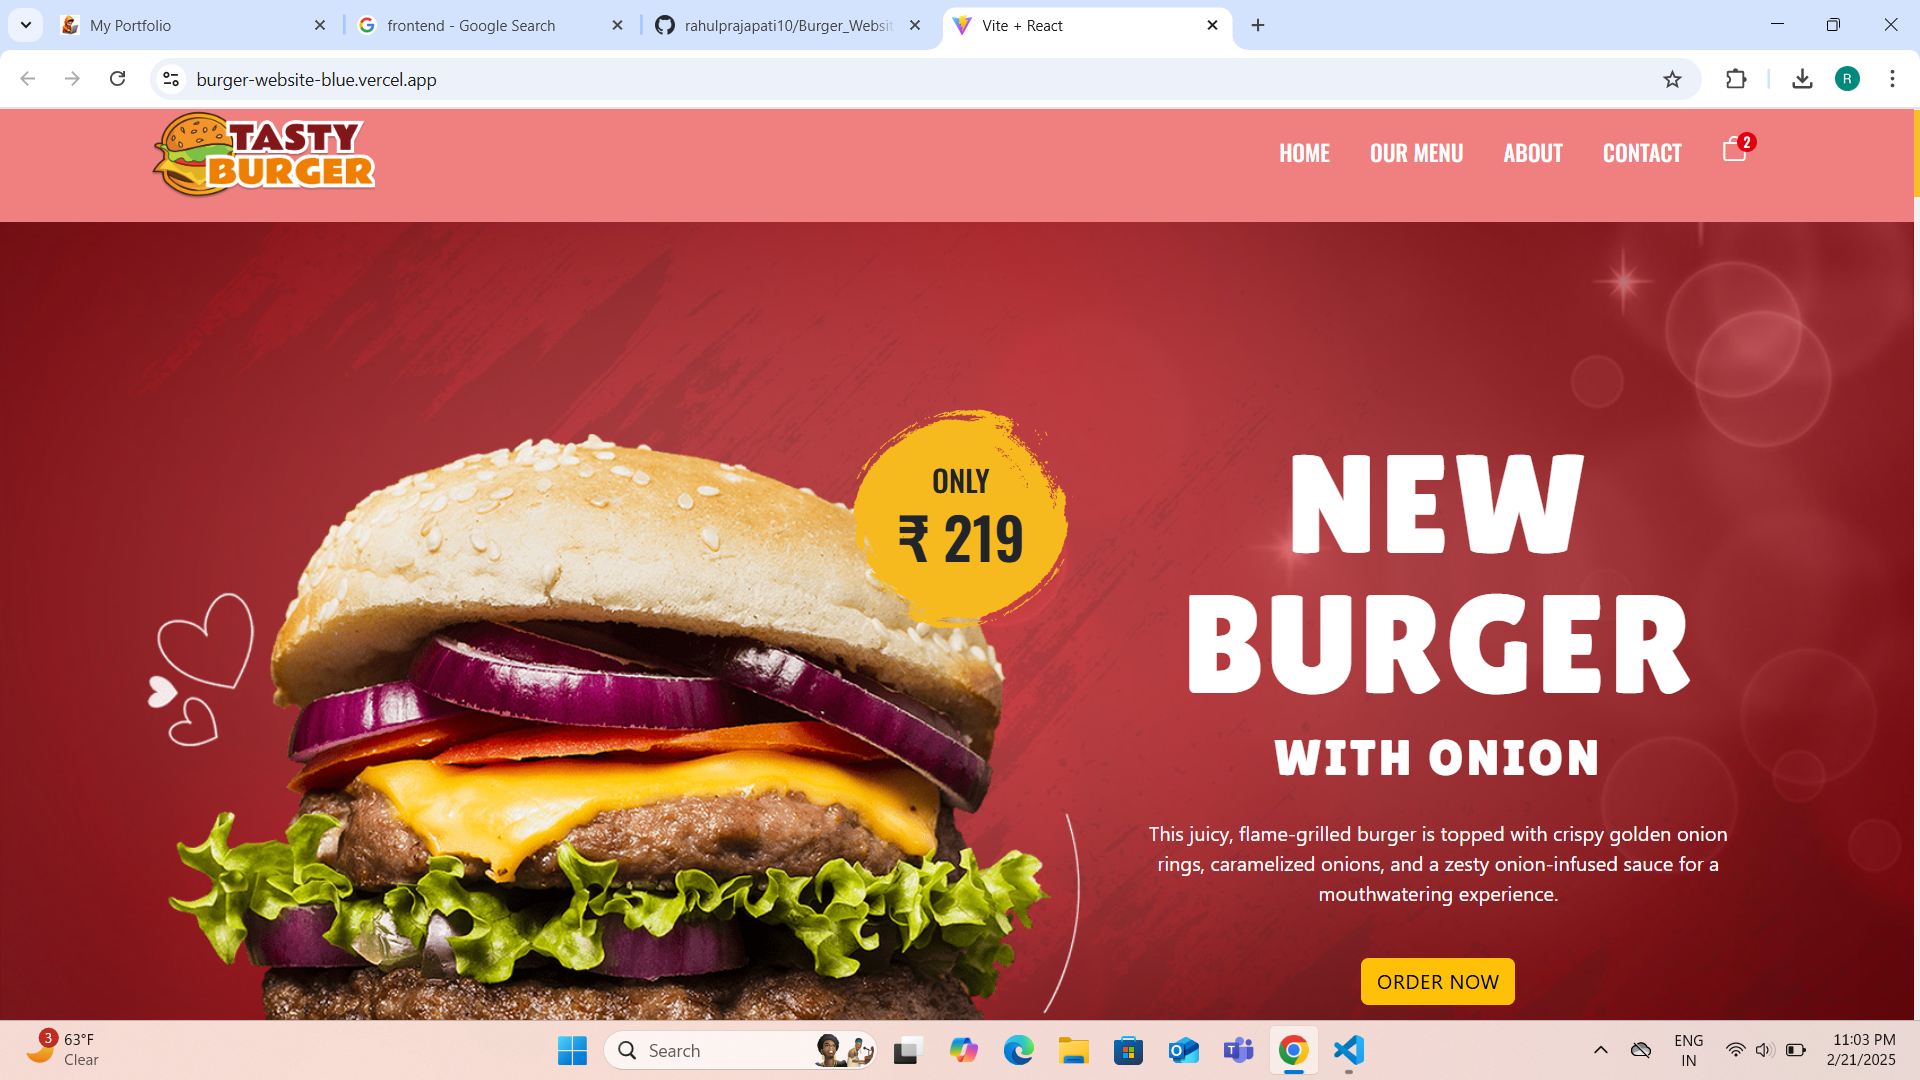 My Portfolio
frontend - Google Search
rahulprajapati10/Burger_Websit
Vite + React
burger-website-blue.vercel.app
R
TASTY
BURGER
HOME
OUR MENU
ABOUT
CONTACT
2
ONLY
₹ 219
NEW
BURGER
WITH ONION
This juicy, flame-grilled burger is topped with crispy golden onion
rings, caramelized onions, and a zesty onion-infused sauce for a
mouthwatering experience.
ORDER NOW
3
63°F
Clear
Search
ENG
IN
11:03 PM
2/21/2025